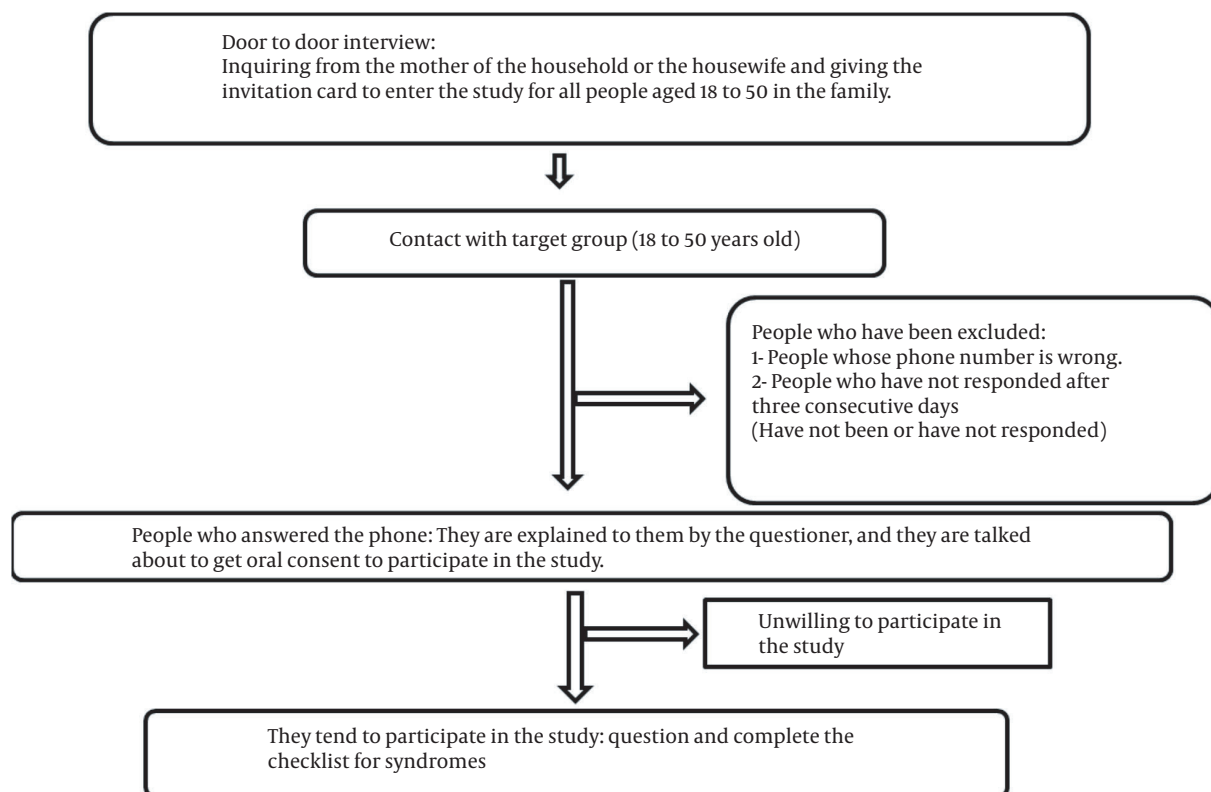 Door to door interview:
Inquiring from the mother of the household or the housewife and giving the
invitation card to enter the study for all people aged 18 to 50 in the family.
Contact with target group (18 to 50 years old)
People who have been excluded:
1- People whose phone number is wrong.
2- People who have not responded after
three consecutive days
(Have not been or have not responded)
People who answered the phone: They are explained to them by the questioner, and they are talked
about to get oral consent to participate in the study.
Unwilling to participate in
the study
They tend to participate in the study: question and complete the
checklist for syndromes